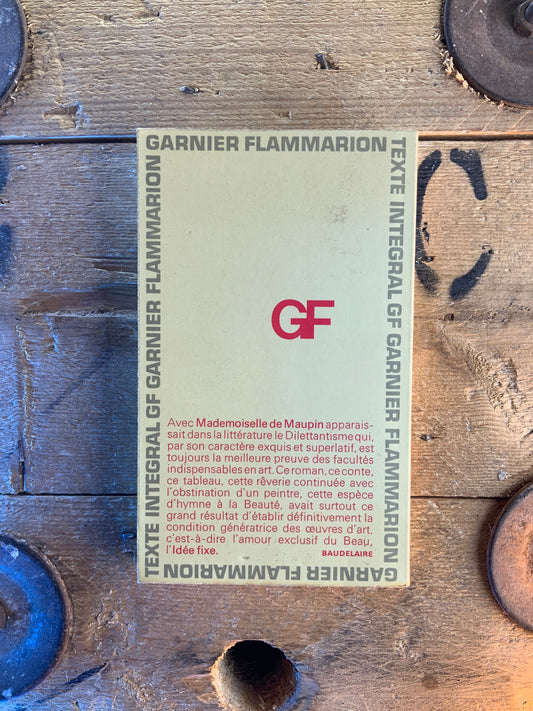 GARNIER FLAMMARION
TEXTE INTEGRAL GF GARNIER FLAMMARION
TEXTE INTEGRAL GF GARNIER FLAMMARION
GF
Avec Mademoiselle de Maupin apparais-
sait dans la littérature le Dilettantisme qui,
par son caractère exquis et superlatif, est
toujours la meilleure preuve des facultés
indispensables en art. Ce roman, ce conte,
ce tableau, cette rêverie continuée avec
l'obstination d'un peintre, cette espèce
d'hymne à la Beauté, avait surtout ce
grand résultat d'établir définitivement la
condition génératrice des œuvres d'art,
c'est-à-dire l'amour exclusif du Beau,
l'Idée fixe.
BAUDELAIRE
GARNIER FLAMMARION